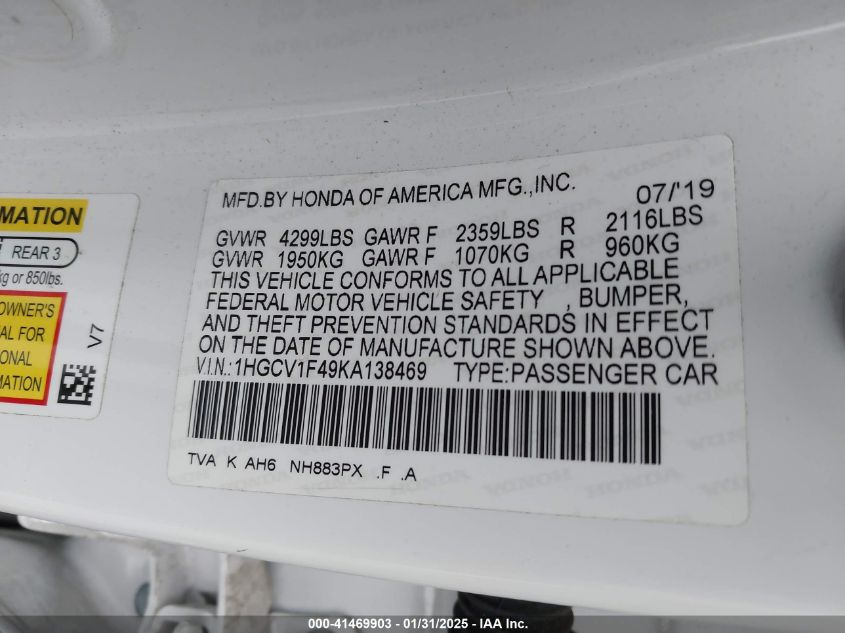 MATION
REAR 3
kg or 850lbs.
OWNER'S
AL FOR
ONAL
MATION
V7
MFD.BY HONDA OF AMERICA MFG.,INC. 07/'19
GVWR 4299LBS GAWR F 2359LBS R 2116LBS
GVWR 1950KG GAWR F 1070KG R 960KG
THIS VEHICLE CONFORMS TO ALL APPLICABLE
FEDERAL MOTOR VEHICLE SAFETY , BUMPER,
AND THEFT PREVENTION STANDARDS IN EFFECT
ON THE DATE OF MANUFACTURE SHOWN ABOVE.
V.I.N.:1HGCV1F49KA138469 TYPE:PASSENGER CAR
TVA K AH6 NH883PX .F .A
000-41469903 - 01/31/2025 - IAA Inc.